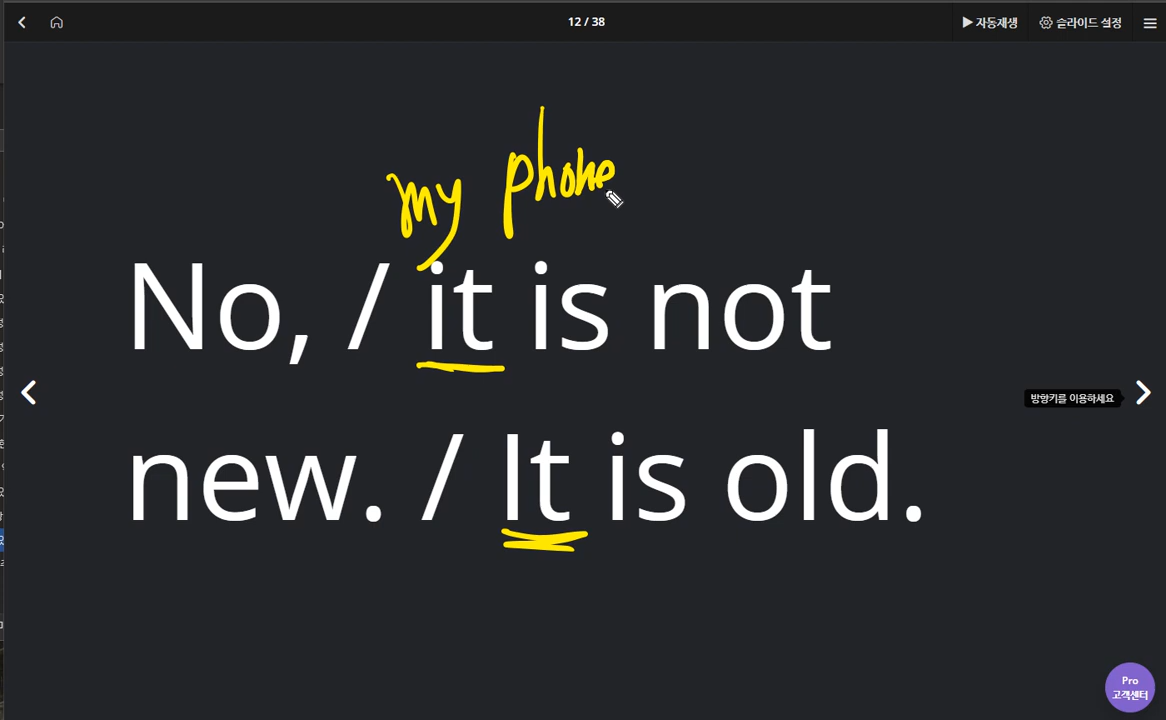 12 / 38
▶ 자동재생
슬라이드 설정
my phone
No, / it is not
방향키를 이용하세요
new. / It is old.
Pro
고객센터